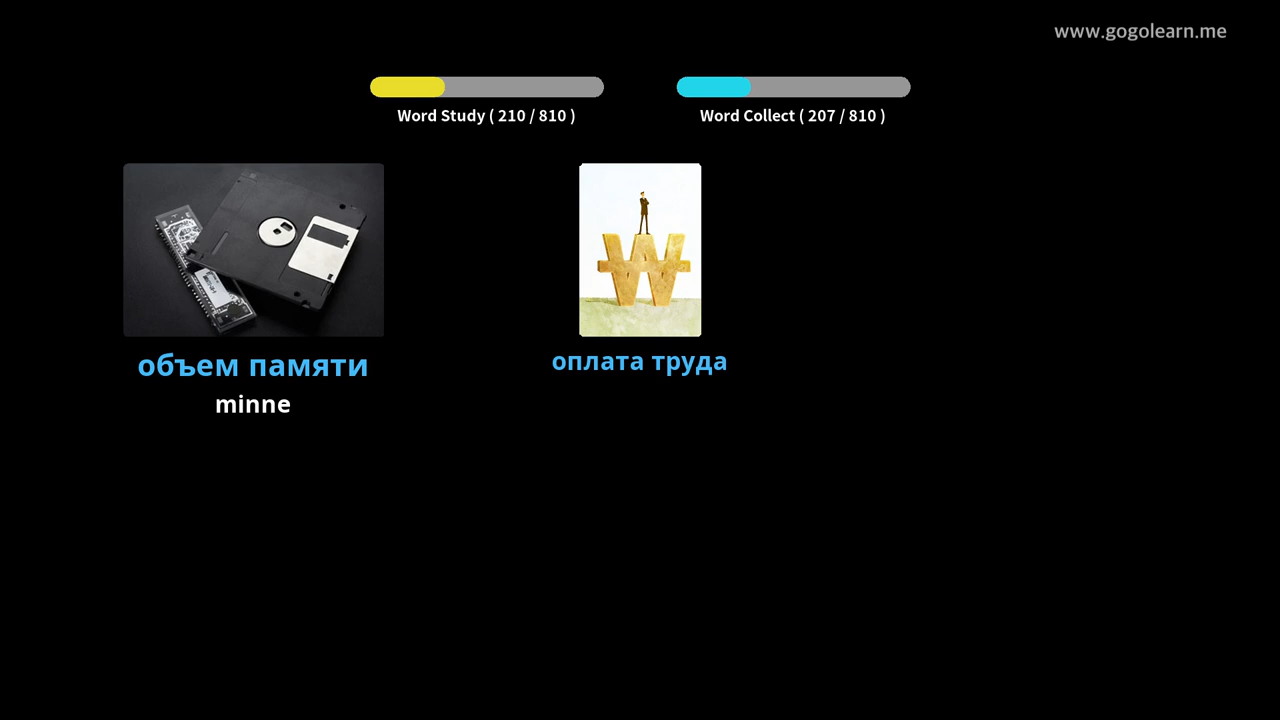 www.gogolearn.me
Word Study ( 210 / 810 )
Word Collect ( 207 / 810 )
объем памяти
minne
оплата труда